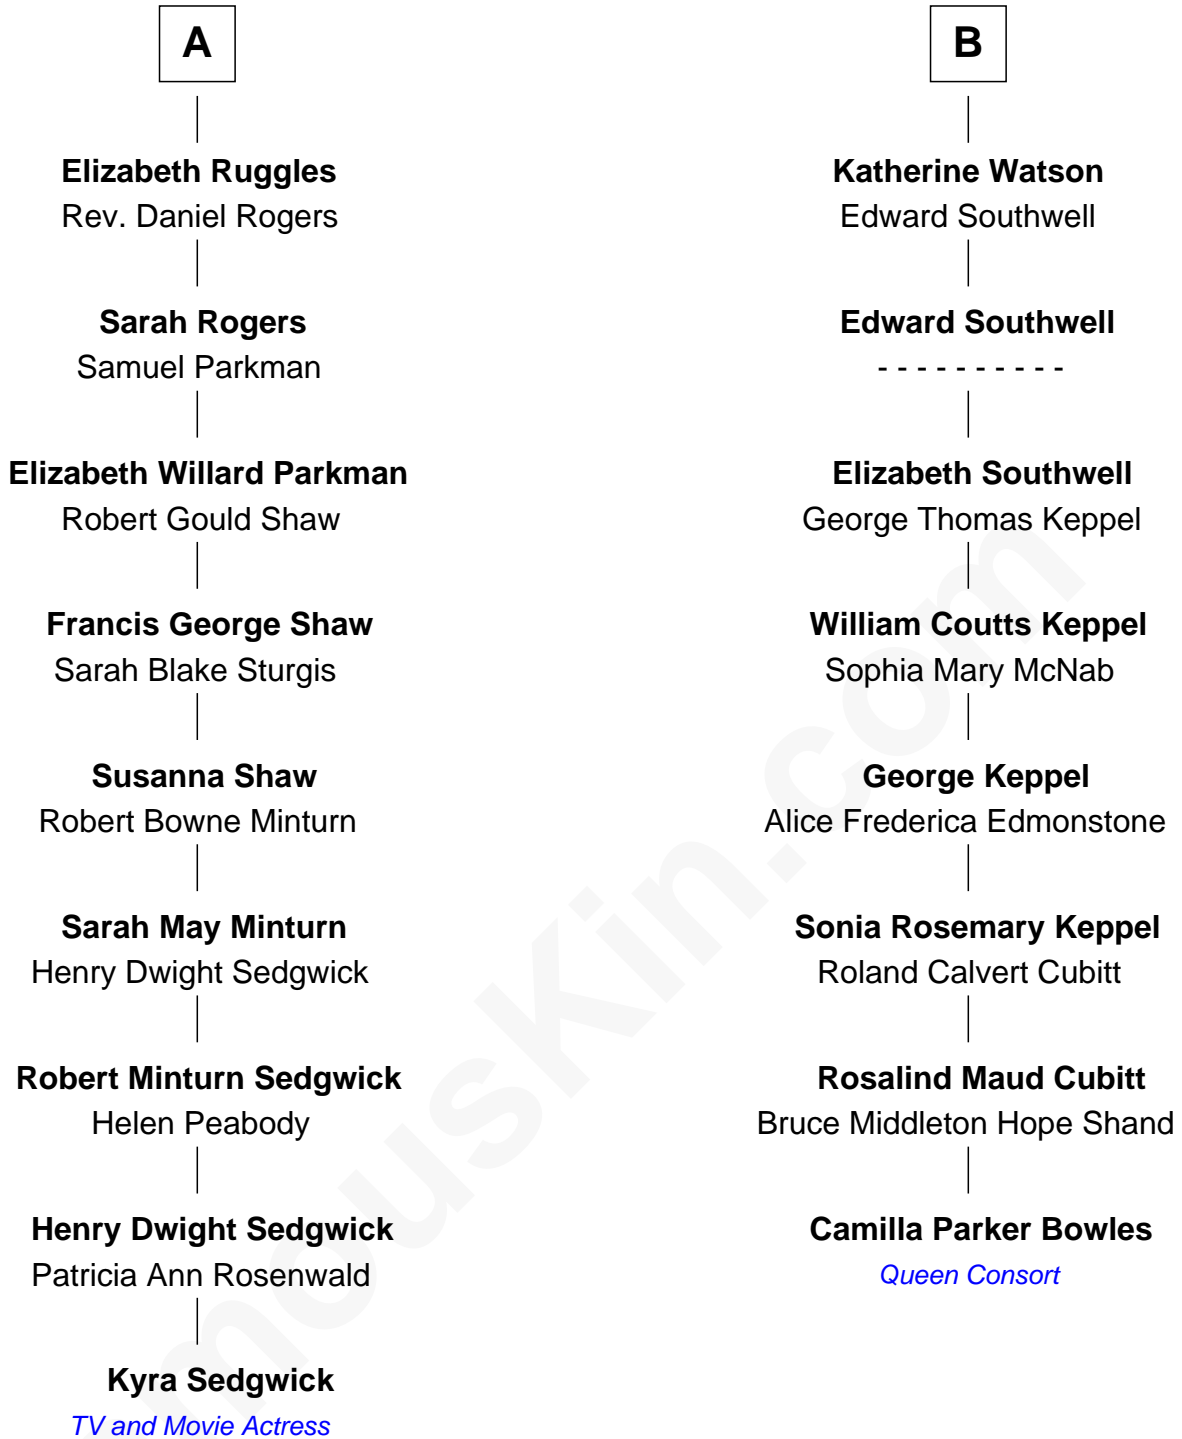 A
Elizabeth Ruggles
Rev. Daniel Rogers
Sarah Rogers
Samuel Parkman
Elizabeth Willard Parkman
Robert Gould Shaw
Francis George Shaw
Sarah Blake Sturgis
Susanna Shaw
Robert Bowne Minturn
Sarah May Minturn
Henry Dwight Sedgwick
Robert Minturn Sedgwick
Helen Peabody
Henry Dwight Sedgwick
Patricia Ann Rosenwald
Kyra Sedgwick
TV and Movie Actress
B
Katherine Watson
Edward Southwell
Edward Southwell
- - - - - - - - - -
Elizabeth Southwell
George Thomas Keppel
William Coutts Keppel
Sophia Mary McNab
George Keppel
Alice Frederica Edmonstone
Sonia Rosemary Keppel
Roland Calvert Cubitt
Rosalind Maud Cubitt
Bruce Middleton Hope Shand
Camilla Parker Bowles
Queen Consort
mousKin.com